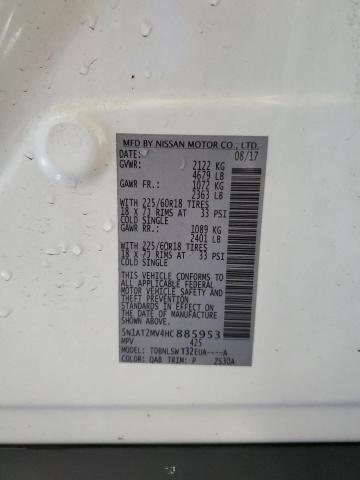 MFD BY NISSAN MOTOR CO., LTD.
DATE: 08/17
GVWR: 2122 KG
4679 LB
GAWR FR.: 1072 KG
2363 LB
WITH 225/60R18 TIRES
18 X 7J RIMS AT 33 PSI
COLD SINGLE
GAWR RR.: 1089 KG
2401 LB
WITH 225/60R18 TIRES
18 X 7J RIMS AT 33 PSI
COLD SINGLE
THIS VEHICLE CONFORMS TO
ALL APPLICABLE FEDERAL
MOTOR VEHICLE SAFETY AND
THEFT PREVENTION STANDARDS
IN EFFECT ON THE DATE OF
MANUFACTURE SHOWN ABOVE.
5N1AT2MV4HC885953
MPV 425
MODEL: TDBNLSWT32EUA----A
COLOR: QAB TRIM: P 2530A